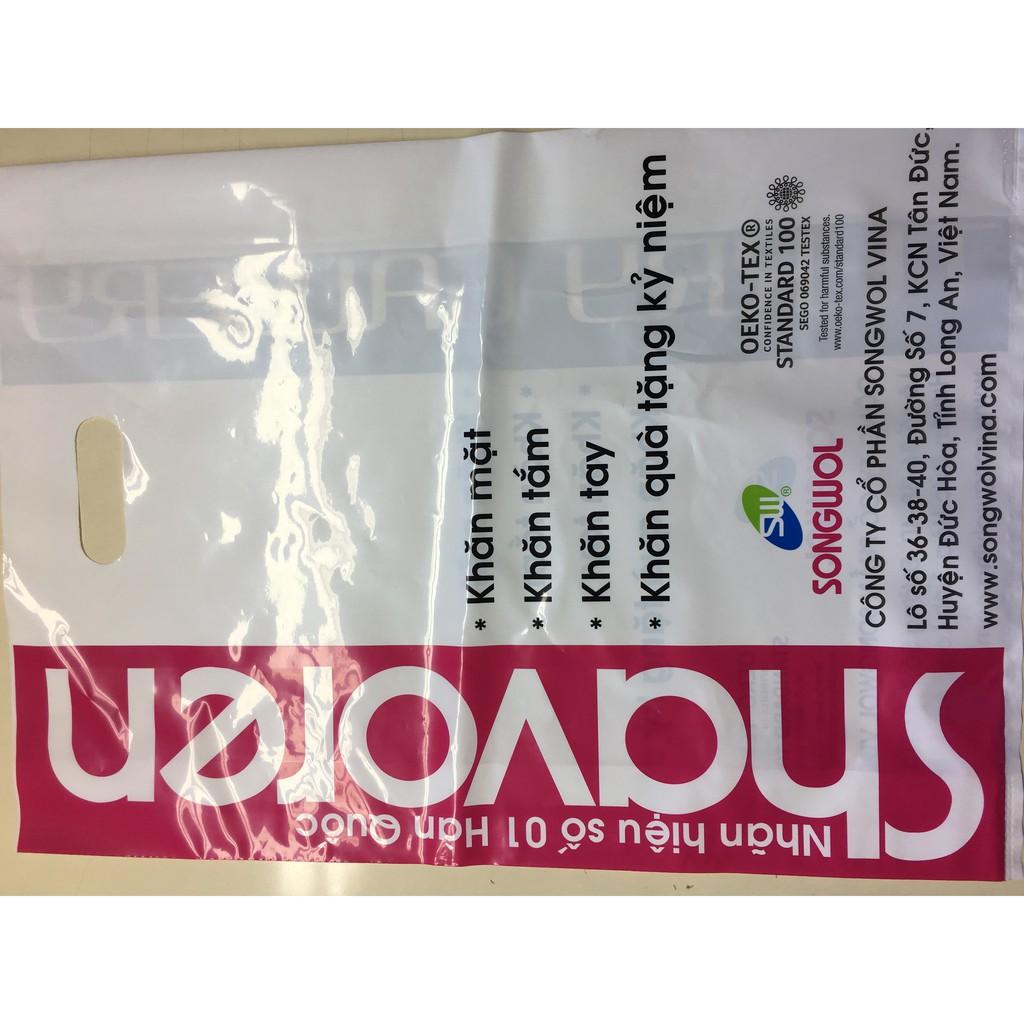 Shavolen
Nhãn hiệu số 01 Hàn Quốc
* Khăn mặt
* Khăn tắm
* Khăn tay
* Khăn quà tặng kỷ niệm
OEKO-TEX®
CONFIDENCE IN TEXTILES
STANDARD 100
SEGO 069042 TESTEX
Tested for harmful substances.
www.oeko-tex.com/standard100
SW®
SONGWOL
CÔNG TY CỔ PHẦN SONGWOL VINA
Lô số 36-38-40, Đường Số 7, KCN Tân Đức,
Huyện Đức Hòa, Tỉnh Long An, Việt Nam.
www.songwolvina.com